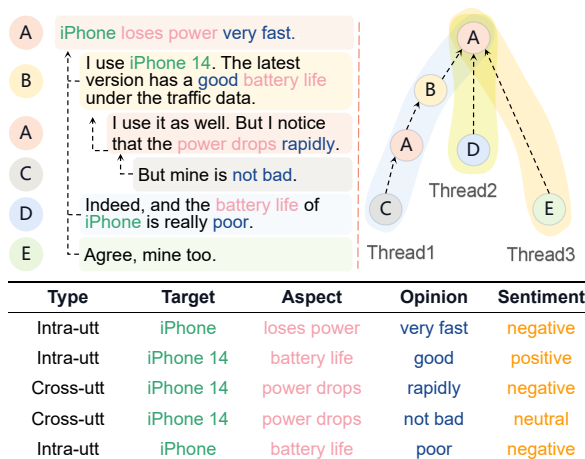 A
iPhone loses power very fast.
B
I use iPhone 14. The latest
version has a good battery life
under the traffic data.
A
I use it as well. But I notice
that the power drops rapidly.
C
But mine is not bad.
D
Indeed, and the battery life of
iPhone is really poor.
E
Agree, mine too.
A
B
A
D
C
E
Thread2
Thread1
Thread3
Type Target Aspect Opinion Sentiment
Intra-utt iPhone loses power very fast negative
Intra-utt iPhone 14 battery life good positive
Cross-utt iPhone 14 power drops rapidly negative
Cross-utt iPhone 14 power drops not bad neutral
Intra-utt iPhone battery life poor negative